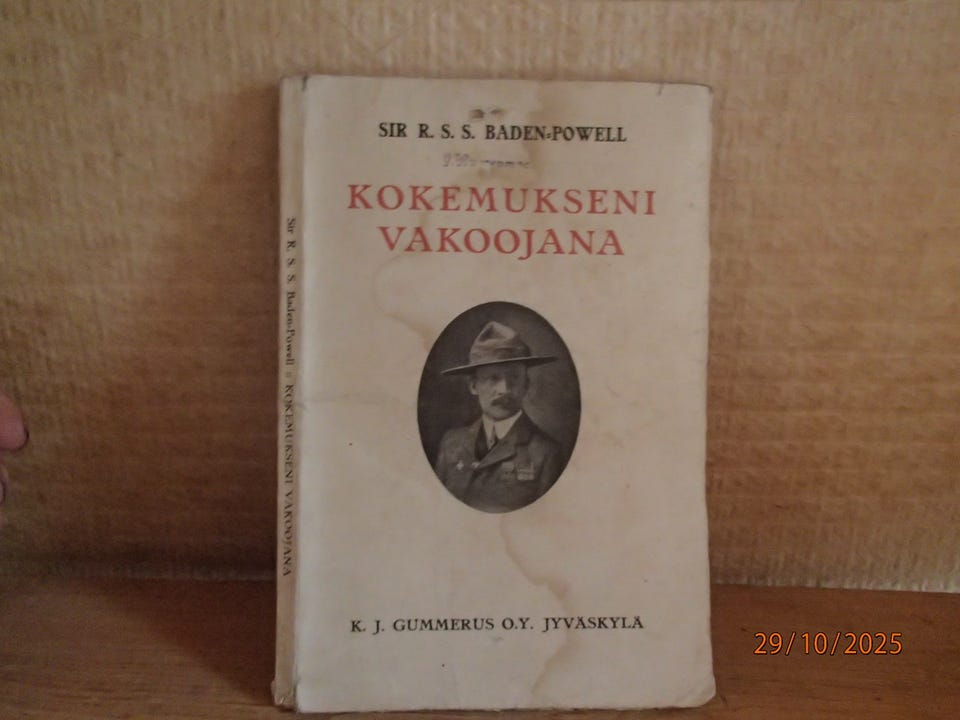 SIR R. S. S. BADEN-POWELL
KOKEMUKSENI
VAKOOJANA
K. J. GUMMERUS O.Y. JYVÄSKYLÄ
Sir R. S. S. Baden-Powell = KOKEMUKSENI VAKOOJANA
29/10/2025